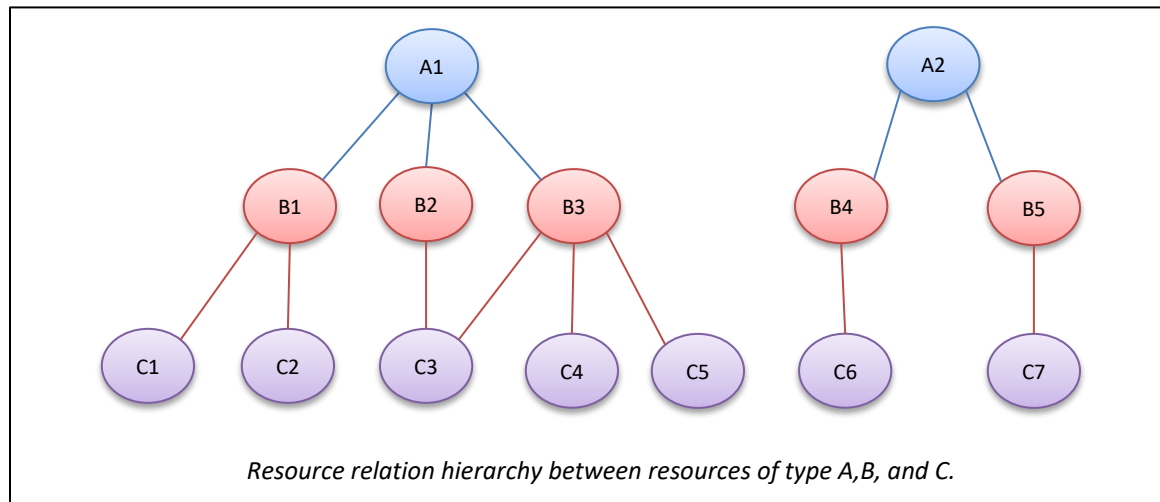 A1
A2
B1
B2
B3
B4
B5
C1
C2
C3
C4
C5
C6
C7
Resource relation hierarchy between resources of type A,B, and C.